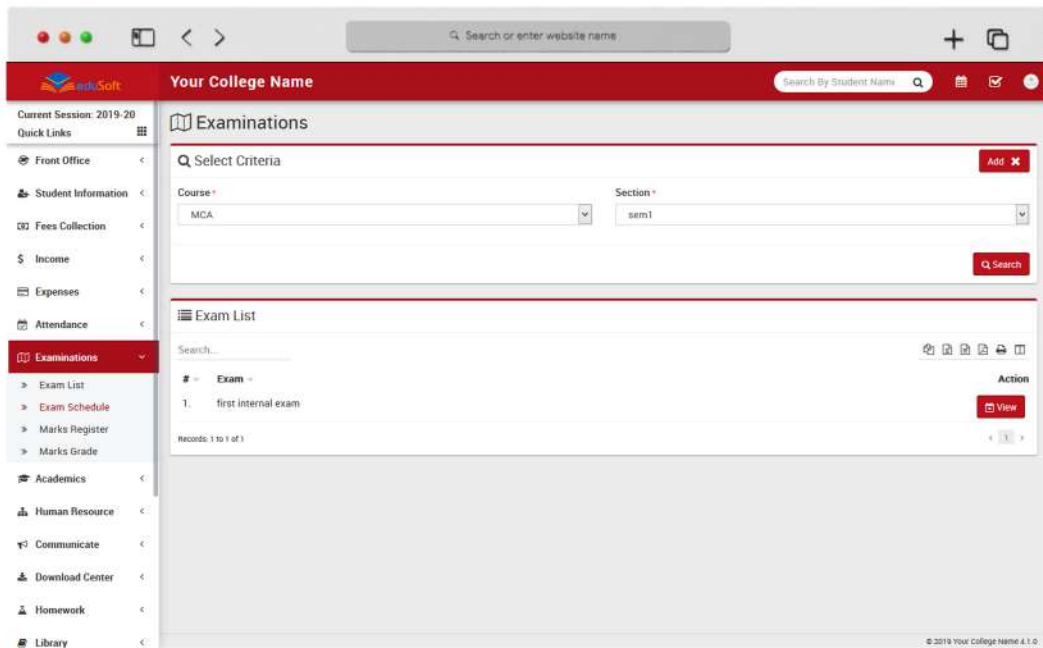 Search or enter website name
eduSoft
Your College Name
Search By Student Name
Current Session: 2019-20
Quick Links
Front Office
Student Information
Fees Collection
$ Income
Expenses
Attendance
Examinations
» Exam List
» Exam Schedule
» Marks Register
» Marks Grade
Academics
Human Resource
Communicate
Download Center
Homework
Library
Examinations
Select Criteria
Add
Course *
Section *
MCA
sem1
Search
Exam List
Search...
# Exam Action
1. first internal exam View
Records: 1 to 1 of 1
1
© 2019 Your College Name 4.1.0